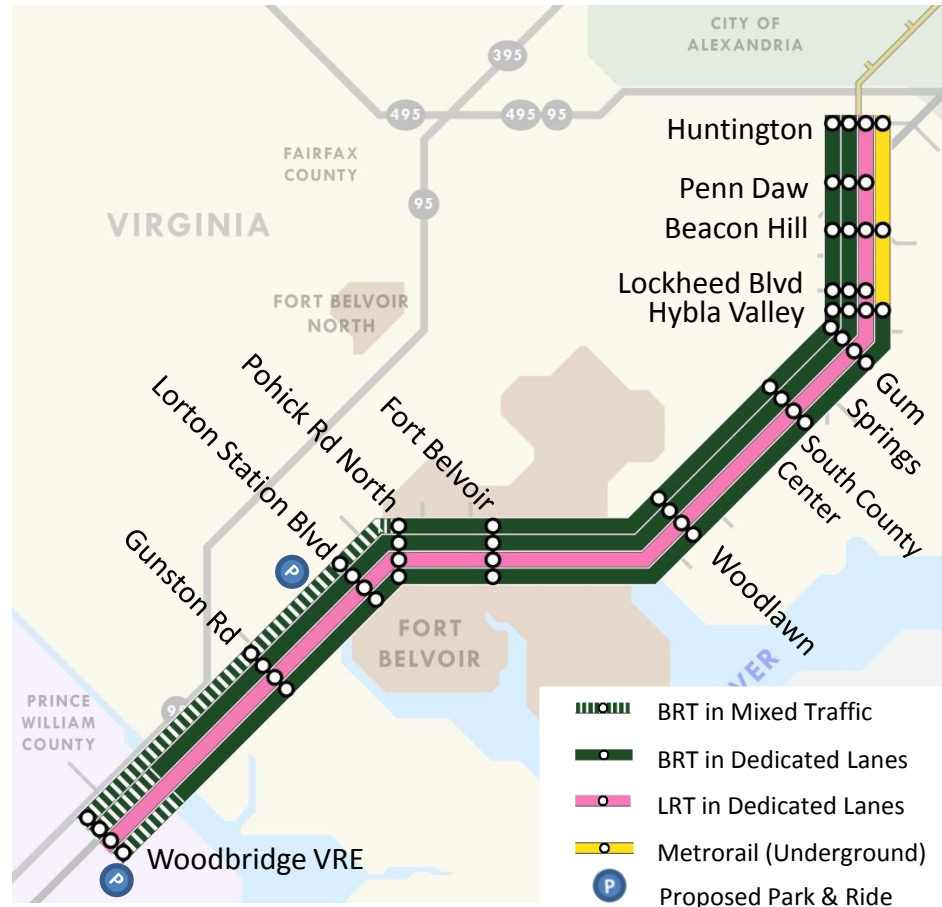 CITY OF
ALEXANDRIA
395
495
495 95
Huntington
FAIRFAX
COUNTY
Penn Daw
95
VIRGINIA
Beacon Hill
Lockheed Blvd
FORT BELVOIR
NORTH
Hybla Valley
Pohick Rd North
Fort Belvoir
Gum
Springs
Lorton Station Blvd
South County
Center
Gunston Rd
P
Woodlawn
FORT
BELVOIR
VER
PRINCE
WILLIAM
COUNTY
95
BRT in Mixed Traffic
BRT in Dedicated Lanes
LRT in Dedicated Lanes
Woodbridge VRE
Metrorail (Underground)
P
P
Proposed Park & Ride